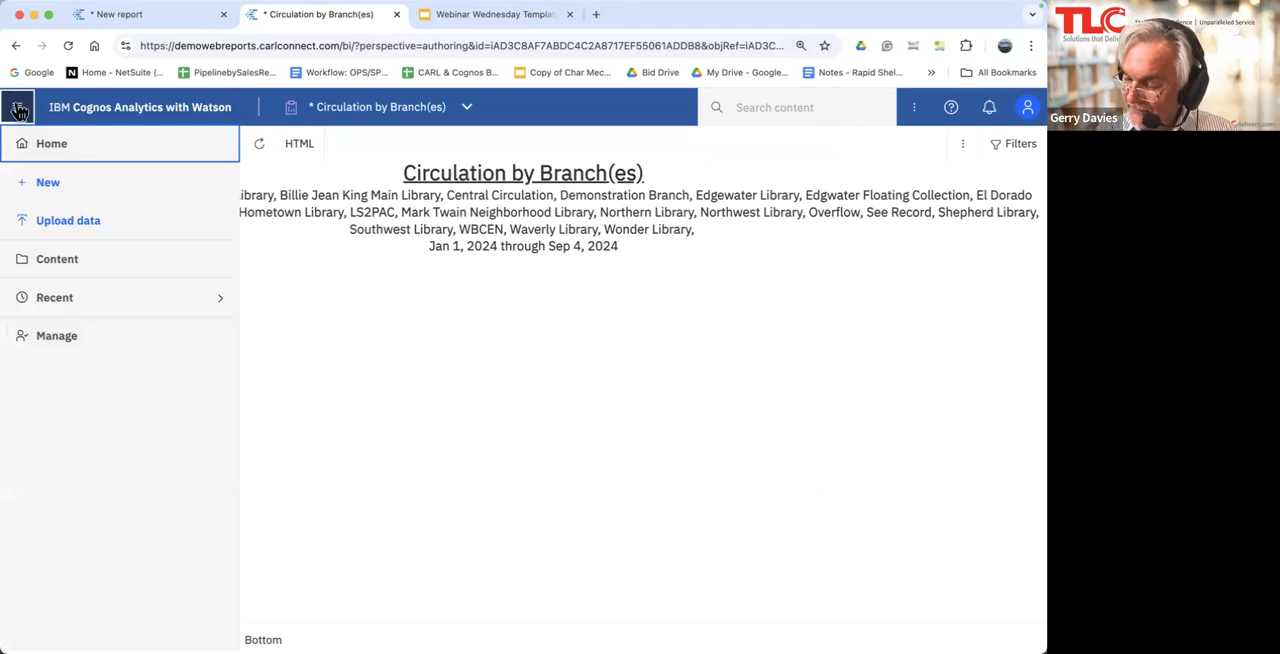 * New report
* Circulation by Branch(es)
Webinar Wednesday Templat
https://demowebreports.carlconnect.com/bi/?perspective=authoring&id=iAD3C8AF7ABDC4C2A8717EF55061ADDB8&objRef=iAD3C...
Google
Home - NetSuite (...
PipelinebySalesRe...
Workflow: OPS/SP...
CARL & Cognos B...
Copy of Char Mec...
Bid Drive
My Drive - Google...
Notes - Rapid Shel...
»
All Bookmarks
IBM Cognos Analytics with Watson
* Circulation by Branch(es)
Search content
Home
New
Upload data
Content
Recent
Manage
HTML
Filters
Circulation by Branch(es)
ibrary, Billie Jean King Main Library, Central Circulation, Demonstration Branch, Edgewater Library, Edgwater Floating Collection, El Dorado
Hometown Library, LS2PAC, Mark Twain Neighborhood Library, Northern Library, Northwest Library, Overflow, See Record, Shepherd Library,
Southwest Library, WBCEN, Waverly Library, Wonder Library,
Jan 1, 2024 through Sep 4, 2024
Bottom
TLC
Solutions that Deli
Unparalleled Service
Gerry Davies